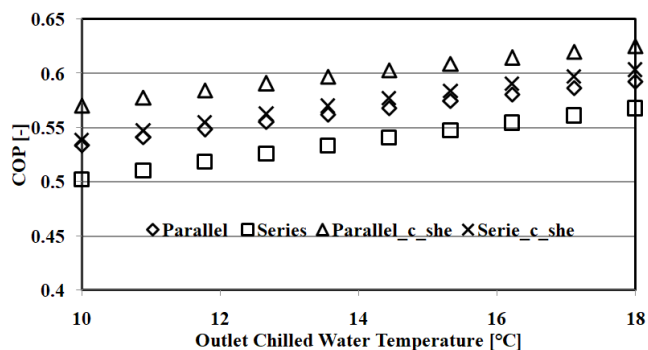 0.65
0.6
0.55
0.5
0.45
0.4
COP [-]
Parallel Series Parallel_c_she Serie_c_she
10 12 14 16 18
Outlet Chilled Water Temperature [°C]